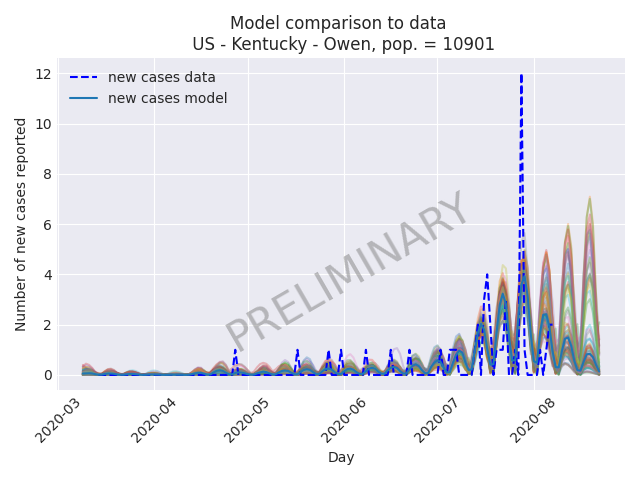 Model comparison to data
US - Kentucky - Owen, pop. = 10901
new cases data
new cases model
12
10
8
6
4
2
0
Number of new cases reported
PRELIMINARY
2020-03
2020-04
2020-05
2020-06
2020-07
2020-08
Day